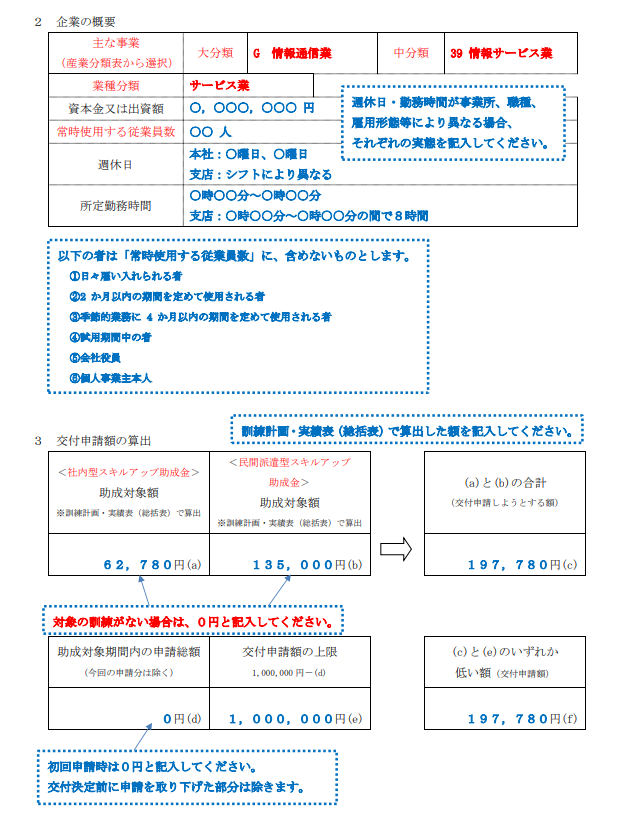 ２　企業の概要
主な事業
（産業分類表から選択）
大分類
Ｇ　情報通信業
中分類
39 情報サービス業
業種分類
サービス業
資本金又は出資額
〇，〇〇〇，〇〇〇 円
常時使用する従業員数
〇〇 人
週休日
本社：〇曜日、〇曜日
支店：シフトにより異なる
所定勤務時間
〇時〇〇分～〇時〇〇分
支店：〇時〇〇分～〇時〇〇分の間で８時間
週休日・勤務時間が事業所、職種、
雇用形態等により異なる場合、
それぞれの実態を記入してください。
以下の者は「常時使用する従業員数」に、含めないものとします。
①日々雇い入れられる者
②2 か月以内の期間を定めて使用される者
③季節的業務に 4 か月以内の期間を定めて使用される者
④試用期間中の者
⑤会社役員
⑥個人事業主本人
３　交付申請額の算出
訓練計画・実績表（総括表）で算出した額を記入してください。
＜社内型スキルアップ助成金＞
助成対象額
※訓練計画・実績表（総括表）で算出
＜民間派遣型スキルアップ
助成金＞
助成対象額
※訓練計画・実績表（総括表）で算出
(a)と(b)の合計
（交付申請しようとする額）
６２，７８０円(a)
１３５，０００円(b)
１９７，７８０円(c)
対象の訓練がない場合は、０円と記入してください。
助成対象期間内の申請総額
（今回の申請分は除く）
交付申請額の上限
1,000,000 円－(d)
(c)と(e)のいずれか
低い額（交付申請額）
０円(d)
１，０００，０００円(e)
１９７，７８０円(f)
初回申請時は０円と記入してください。
交付決定前に申請を取り下げた部分は除きます。